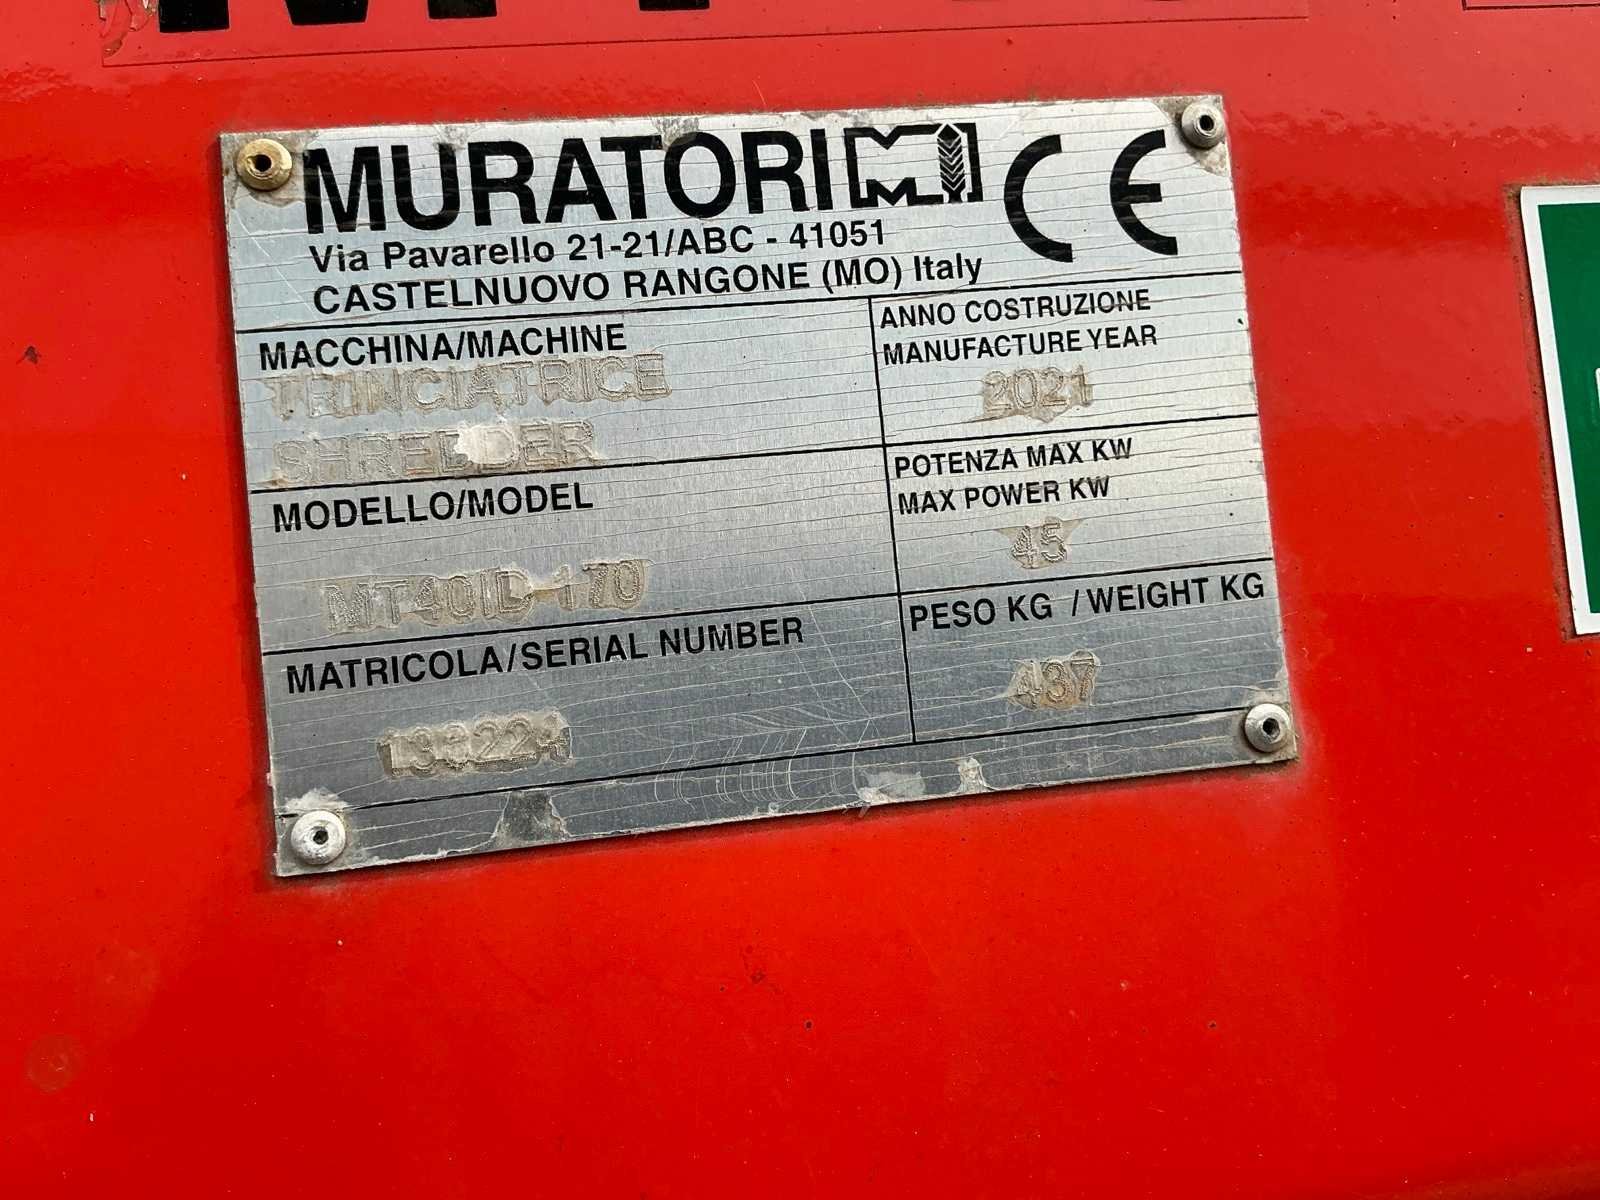 MURATORI
Via Pavarello 21-21/ABC - 41051
CASTELNUOVO RANGONE (MO) Italy
CE
MACCHINA/MACHINE
TRINCIATRICE
SHREDDER
ANNO COSTRUZIONE
MANUFACTURE YEAR
2021
MODELLO/MODEL
MT40ID-170
POTENZA MAX KW
MAX POWER KW
45
MATRICOLA/SERIAL NUMBER
PESO KG / WEIGHT KG
437